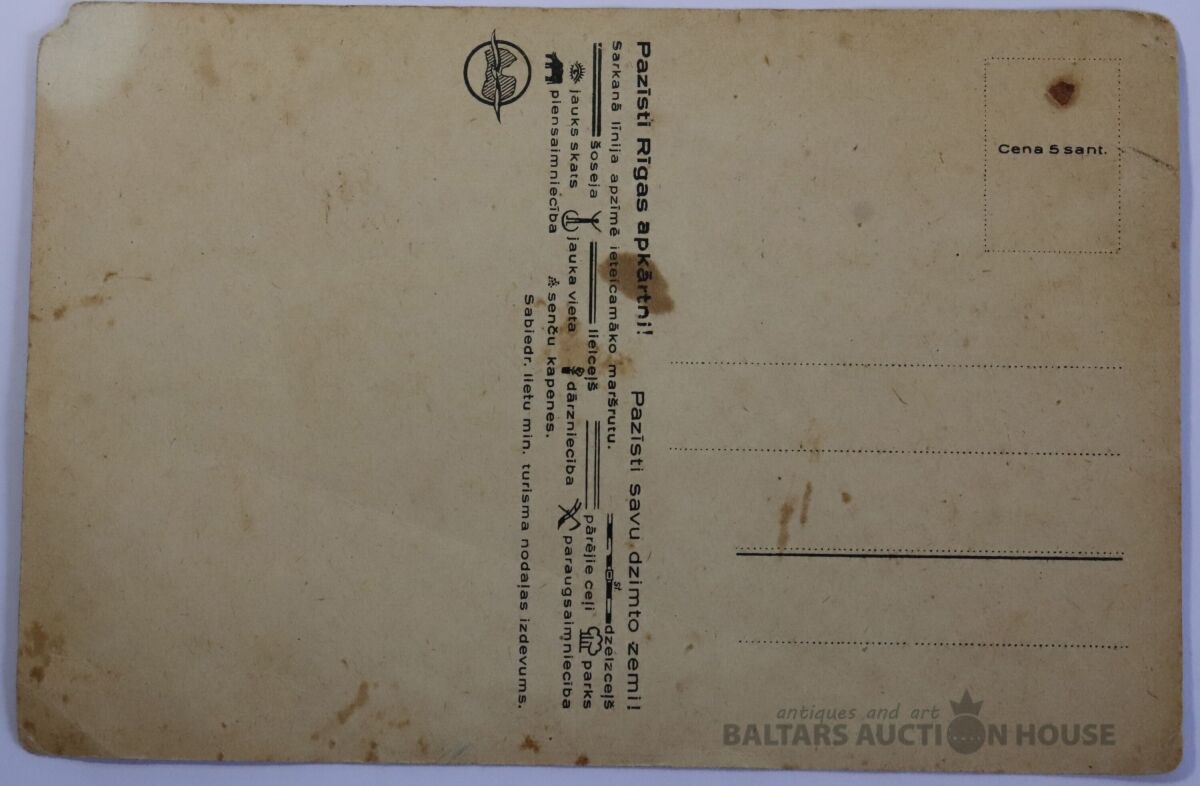 Pazīsti Rīgas apkārtni! Pazīsti savu dzimto zemi!
Sarkanā līnija apzīmē ieteicamāko maršrutu. st. dzelzceļš
šoseja lielceļš pārējie ceļi parks
jauks skats jauka vieta dārzniecība paraugsaimniecība
piensaimniecība senču kapenes.
Sabiedr. lietu min. turisma nodaļas izdevums.
Cena 5 sant.
antiques and art
BALTARS AUCTION HOUSE